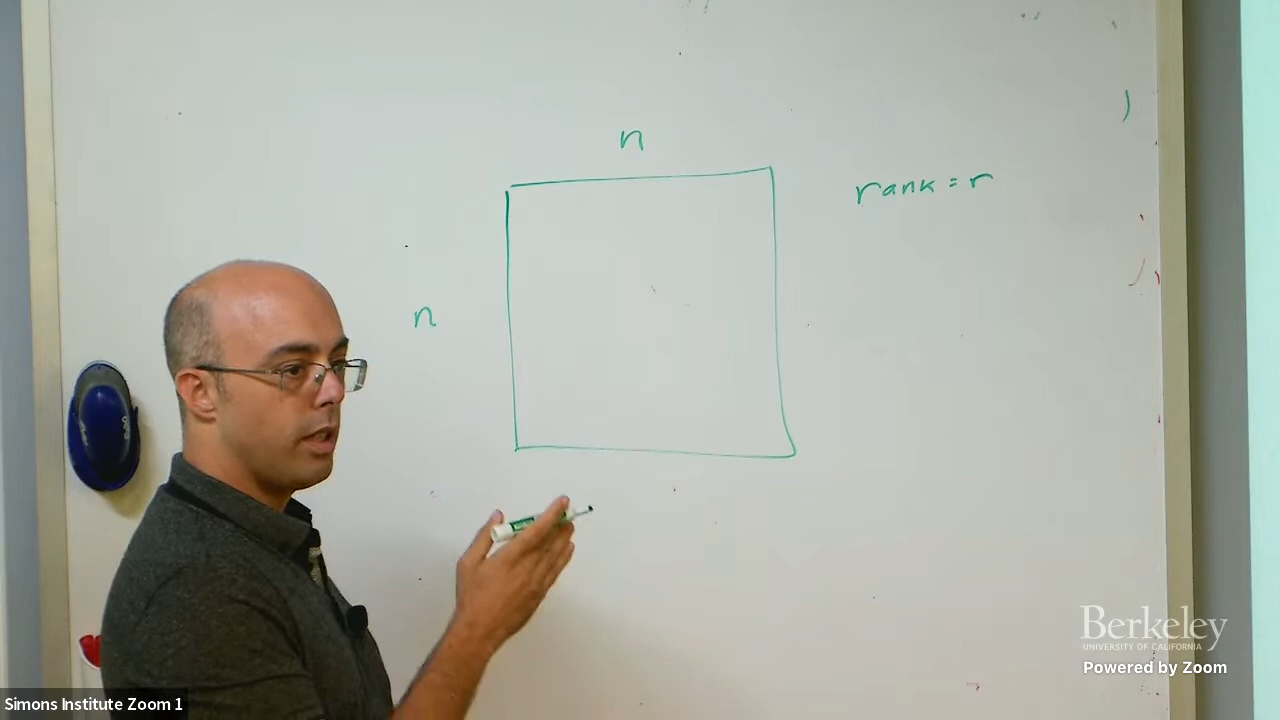 n
rank = r
n
Berkeley
UNIVERSITY OF CALIFORNIA
Powered by Zoom
Simons Institute Zoom 1